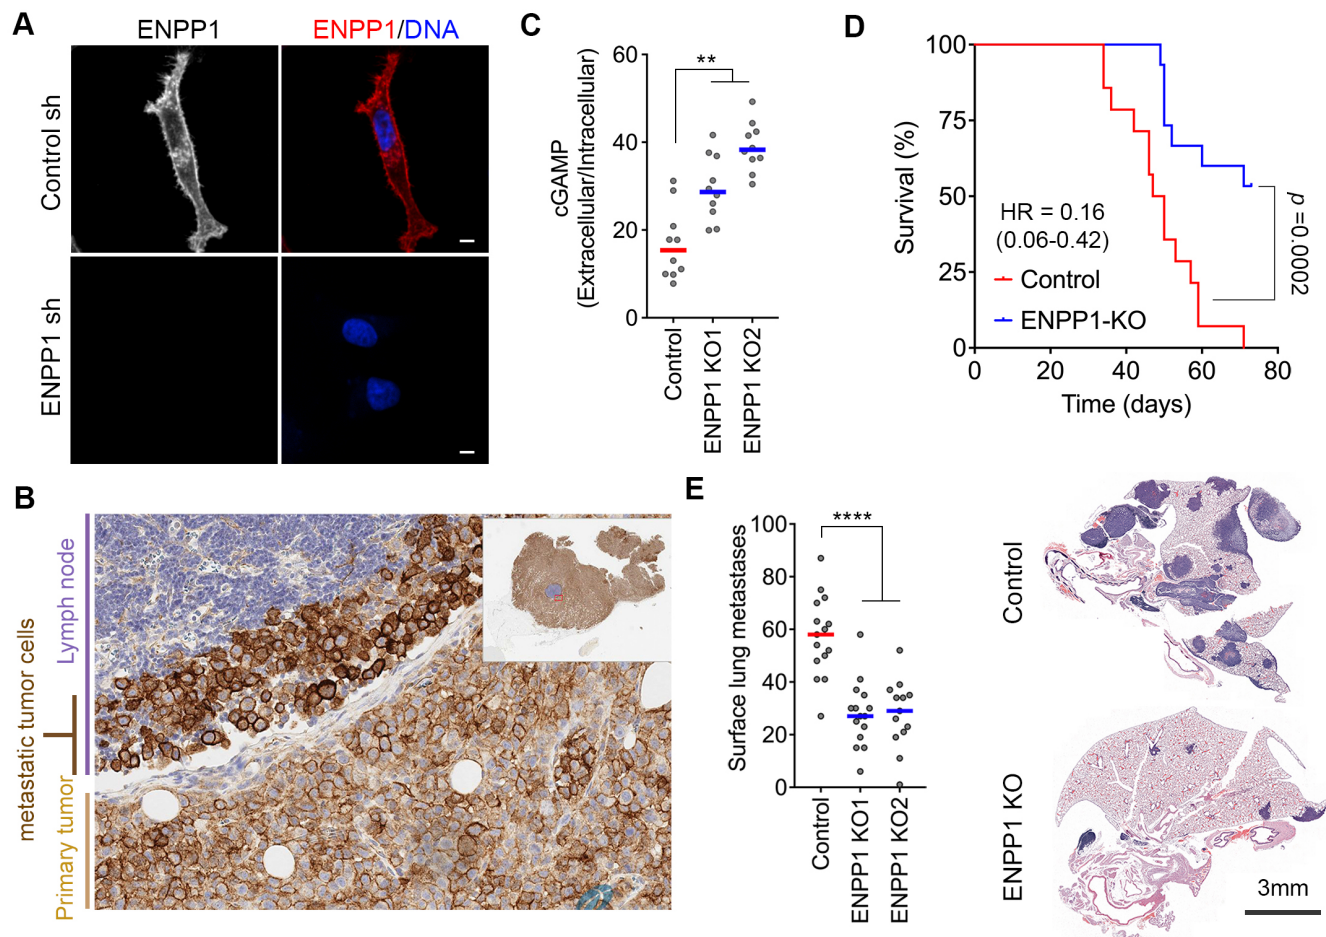 A
ENPP1
ENPP1/DNA
Control sh
ENPP1 sh
B
Lymph node
metastatic tumor cells
Primary tumor
C
cGAMP
(Extracellular/Intracellular)
60
40
20
0
**
Control
ENPP1 KO1
ENPP1 KO2
D
Survival (%)
100
75
50
25
0
HR = 0.16
(0.06-0.42)
Control
ENPP1-KO
p =0.0002
0 20 40 60 80
Time (days)
E
Surface lung metastases
100
80
60
40
20
0
****
Control
ENPP1 KO1
ENPP1 KO2
Control
ENPP1 KO
3mm